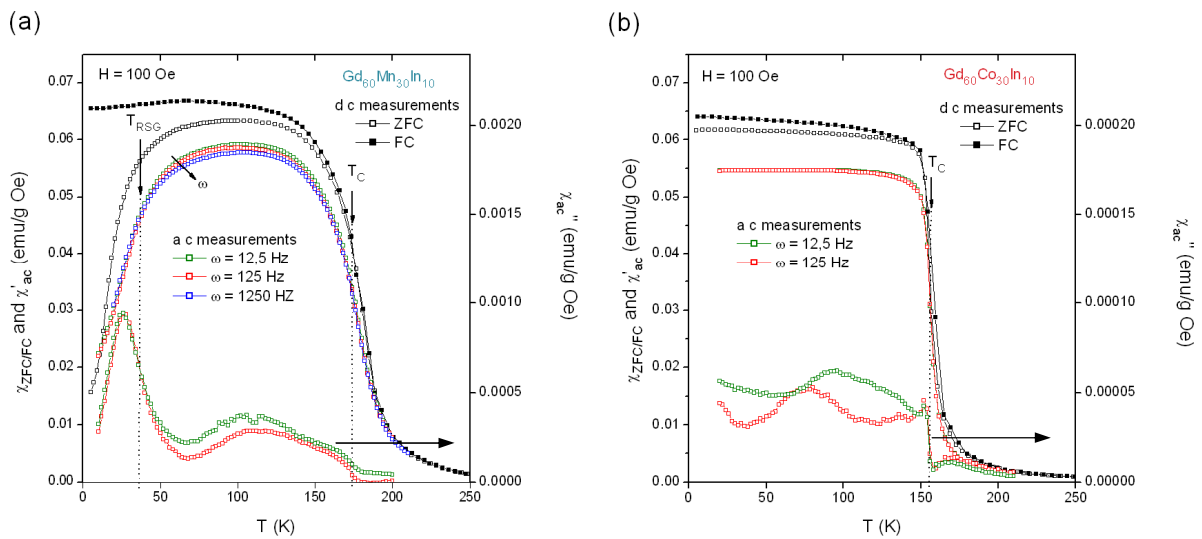 (a)
H = 100 Oe
Gd60Mn30In10
d c measurements
ZFC
FC
TRSG
ω
TC
a c measurements
ω = 12,5 Hz
ω = 125 Hz
ω = 1250 HZ
0.07
0.06
0.05
0.04
0.03
0.02
0.01
0.00
χZFC/FC and χ'ac (emu/g Oe)
0.00020
0.00015
0.00010
0.00005
0.00000
χac'' (emu/g Oe)
0 50 100 150 200 250
T (K)
(b)
H = 100 Oe
Gd60Co30In10
d c measurements
ZFC
FC
TC
a c measurements
ω = 12,5 Hz
ω = 125 Hz
0.07
0.06
0.05
0.04
0.03
0.02
0.01
0.00
χZFC/FC and χ'ac (emu/g Oe)
0.00020
0.00015
0.00010
0.00005
0.00000
χac'' (emu/g Oe)
0 50 100 150 200 250
T (K)